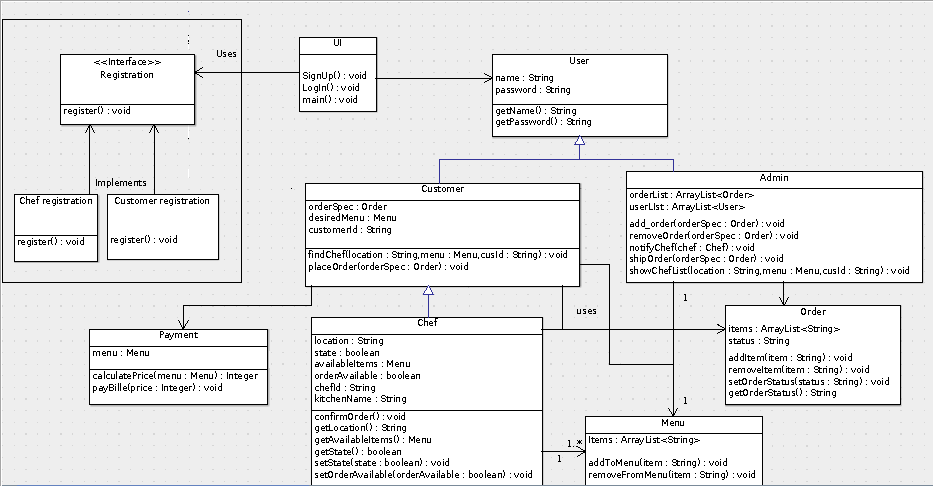 <<Interface>>
Registration
register() : void
Uses
UI
SignUp() : void
LogIn() : void
main() : void
User
name : String
password : String
getName() : String
getPassword() : String
Implements
Chef registration
register() : void
Customer registration
register() : void
Customer
orderSpec : Order
desiredMenu : Menu
customerId : String
findChef(location : String,menu : Menu,cusId : String) : void
placeOrder(orderSpec : Order) : void
Admin
orderList : ArrayList<Order>
userList : ArrayList<User>
add_order(orderSpec : Order) : void
removeOrder(orderSpec : Order) : void
notifyChef(chef : Chef) : void
shipOrder(orderSpec : Order) : void
showChefList(location : String,menu : Menu,cusId : String) : void
1
uses
Payment
menu : Menu
calculatePrice(menu : Menu) : Integer
payBille(price : Integer) : void
Chef
location : String
state : boolean
availableItems : Menu
orderAvailable : boolean
chefId : String
kitchenName : String
confirmOrder() : void
getLocation() : String
getAvailableItems() : Menu
getState() : boolean
setState(state : boolean) : void
setOrderAvailable(orderAvailable : boolean) : void
Order
items : ArrayList<String>
status : String
addItem(item : String) : void
removeItem(item : String) : void
setOrderStatus(status : String) : void
getOrderStatus() : String
1
1..*
1
Menu
Items : ArrayList<String>
addToMenu(item : String) : void
removeFromMenu(item : String) : void